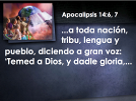 Apocalipsis 14:6, 7
...a toda nación,
tribu, lengua y
pueblo, diciendo a gran voz:
‘Temed a Dios, y dadle gloria,...